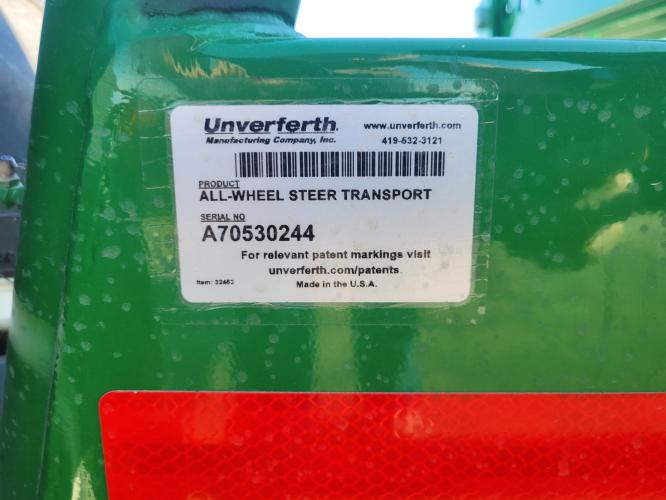 Unverferth.
www.unverferth.com
Manufacturing Company, Inc.
419-532-3121
PRODUCT
ALL-WHEEL STEER TRANSPORT
SERIAL NO
A70530244
For relevant patent markings visit
unverferth.com/patents.
Item: 32453
Made in the U.S.A.